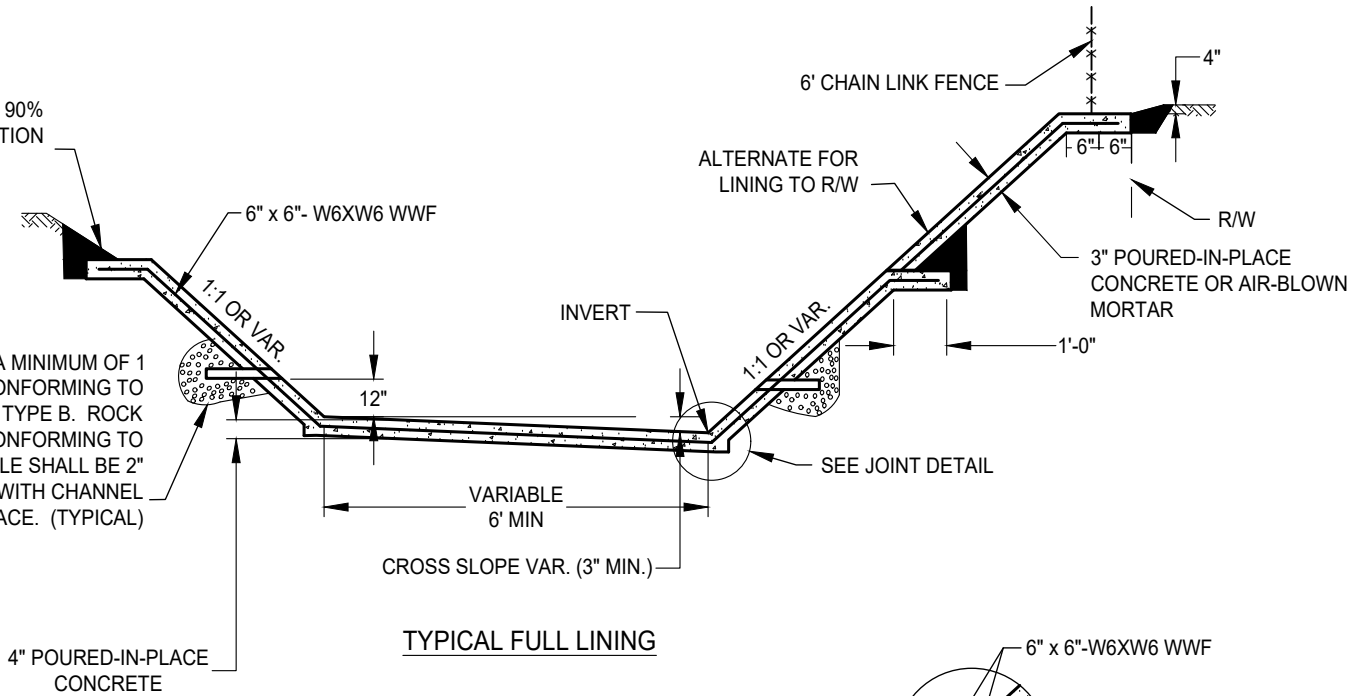 6' CHAIN LINK FENCE
4"
90%
TION
ALTERNATE FOR
LINING TO R/W
6" 6"
6" x 6"- W6XW6 WWF
R/W
3" POURED-IN-PLACE
CONCRETE OR AIR-BLOWN
MORTAR
1:1 OR VAR.
INVERT
1:1 OR VAR.
1'-0"
A MINIMUM OF 1
ONFORMING TO
TYPE B. ROCK
ONFORMING TO
LE SHALL BE 2"
WITH CHANNEL
ACE. (TYPICAL)
12"
SEE JOINT DETAIL
VARIABLE
6' MIN
CROSS SLOPE VAR. (3" MIN.)
TYPICAL FULL LINING
4" POURED-IN-PLACE
CONCRETE
6" x 6"-W6XW6 WWF